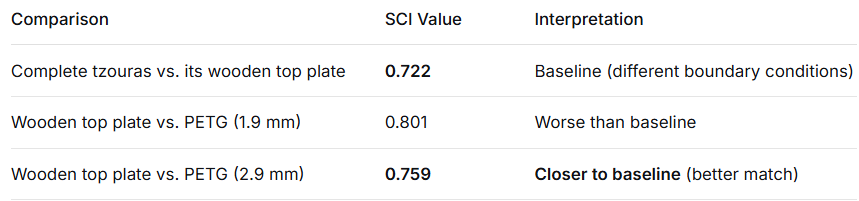 Comparison SCI Value Interpretation
Complete tzouras vs. its wooden top plate 0.722 Baseline (different boundary conditions)
Wooden top plate vs. PETG (1.9 mm) 0.801 Worse than baseline
Wooden top plate vs. PETG (2.9 mm) 0.759 Closer to baseline (better match)